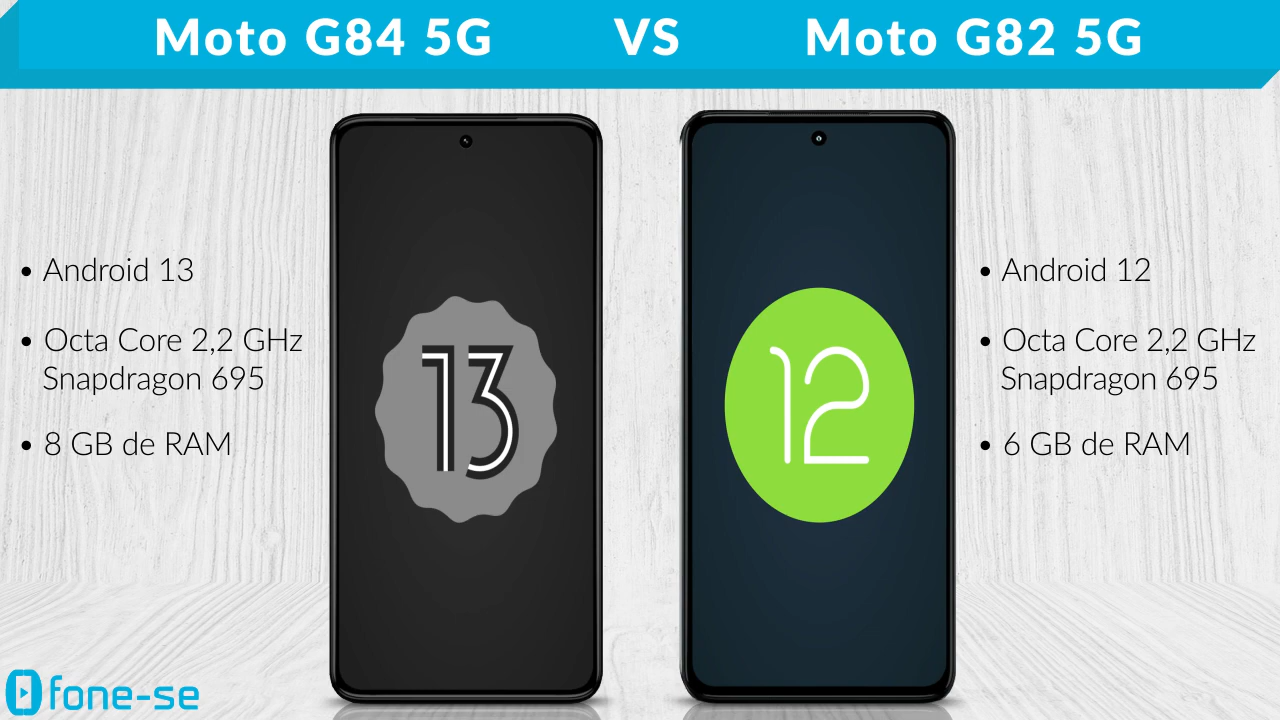 Moto G84 5G VS Moto G82 5G
• Android 13
• Octa Core 2,2 GHz
Snapdragon 695
• 8 GB de RAM
13
12
• Android 12
• Octa Core 2,2 GHz
Snapdragon 695
• 6 GB de RAM
fone-se